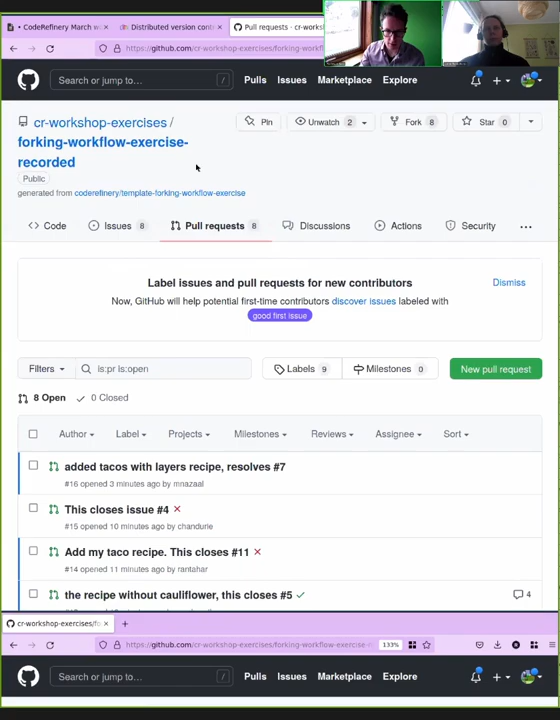 • CodeRefinery March w
Distributed version cont
Pull requests · cr-works
https://github.com/cr-workshop-exercises/forking-workf
Search or jump to...
/
Pulls
Issues
Marketplace
Explore
cr-workshop-exercises /
forking-workflow-exercise-
recorded
Public
generated from coderefinery/template-forking-workflow-exercise
Pin
Unwatch 2
Fork 8
Star 0
Code
Issues 8
Pull requests 8
Discussions
Actions
Security
...
Label issues and pull requests for new contributors
Dismiss
Now, GitHub will help potential first-time contributors discover issues labeled with
good first issue
Filters
is:pr is:open
Labels 9
Milestones 0
New pull request
8 Open
0 Closed
Author
Label
Projects
Milestones
Reviews
Assignee
Sort
added tacos with layers recipe, resolves #7
#16 opened 3 minutes ago by mnazaal
This closes issue #4
#15 opened 10 minutes ago by chandune
Add my taco recipe. This closes #11
#14 opened 11 minutes ago by rantahar
the recipe without cauliflower, this closes #5
4
cr-workshop-exercises/fo
https://github.com/cr-workshop-exercises/forking-workflow-exercise-r
133%
Search or jump to...
/
Pulls
Issues
Marketplace
Explore